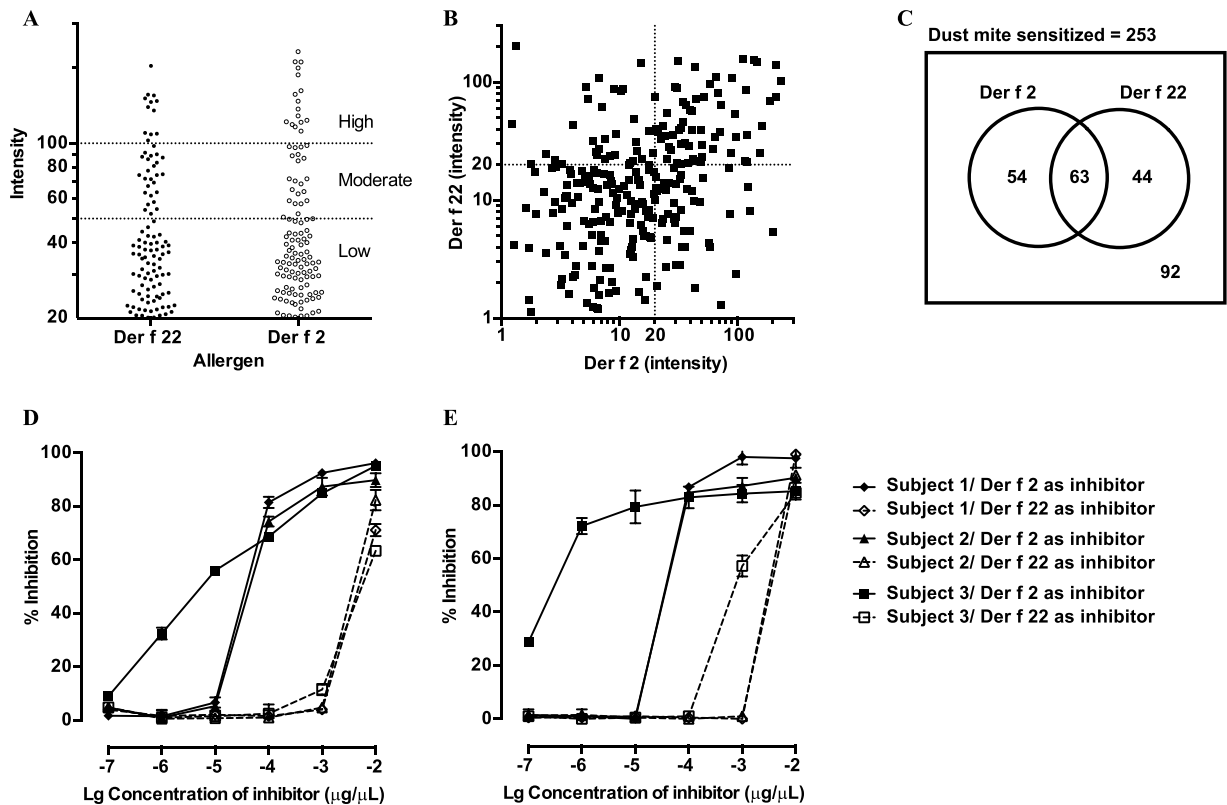 A
Intensity
100
80
60
40
20
High
Moderate
Low
Der f 22
Der f 2
Allergen
B
Der f 22 (intensity)
100
20
10
1
1
10
20
100
Der f 2 (intensity)
C
Dust mite sensitized = 253
Der f 2
Der f 22
54
63
44
92
D
% Inhibition
100
80
60
40
20
0
-7
-6
-5
-4
-3
-2
Lg Concentration of inhibitor (μg/μL)
E
% Inhibition
100
80
60
40
20
0
-7
-6
-5
-4
-3
-2
Lg Concentration of inhibitor (μg/μL)
Subject 1/ Der f 2 as inhibitor
Subject 1/ Der f 22 as inhibitor
Subject 2/ Der f 2 as inhibitor
Subject 2/ Der f 22 as inhibitor
Subject 3/ Der f 2 as inhibitor
Subject 3/ Der f 22 as inhibitor